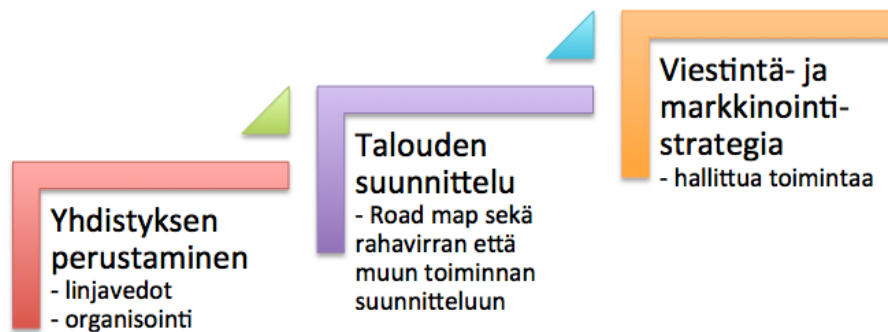 Yhdistyksen
perustaminen
- linjavedot
- organisointi
Talouden
suunnittelu
- Road map sekä
rahavirran että
muun toiminnan
suunnitteluun
Viestintä- ja
markkinointi-
strategia
- hallittua toimintaa